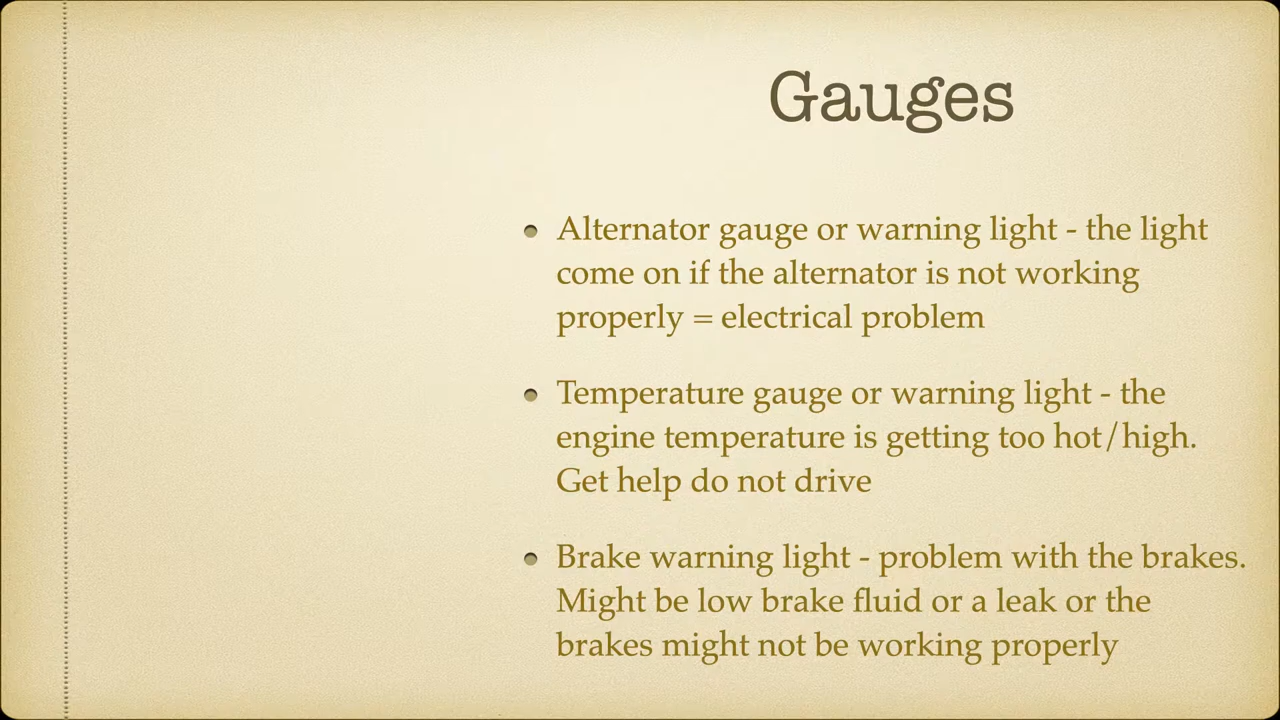 Gauges
• Alternator gauge or warning light - the light
come on if the alternator is not working
properly = electrical problem
• Temperature gauge or warning light - the
engine temperature is getting too hot/high.
Get help do not drive
• Brake warning light - problem with the brakes.
Might be low brake fluid or a leak or the
brakes might not be working properly